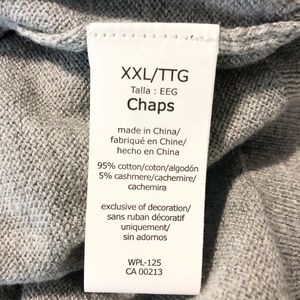 XXL/TTG
Talla : EEG
Chaps
made in China/
fabriqué en Chine/
hecho en China
95% cotton/coton/algodón
5% cashmere/cachemire/
cachemira
exclusive of decoration/
sans ruban décoratif
uniquement/
sin adornos
WPL-125
CA 00213